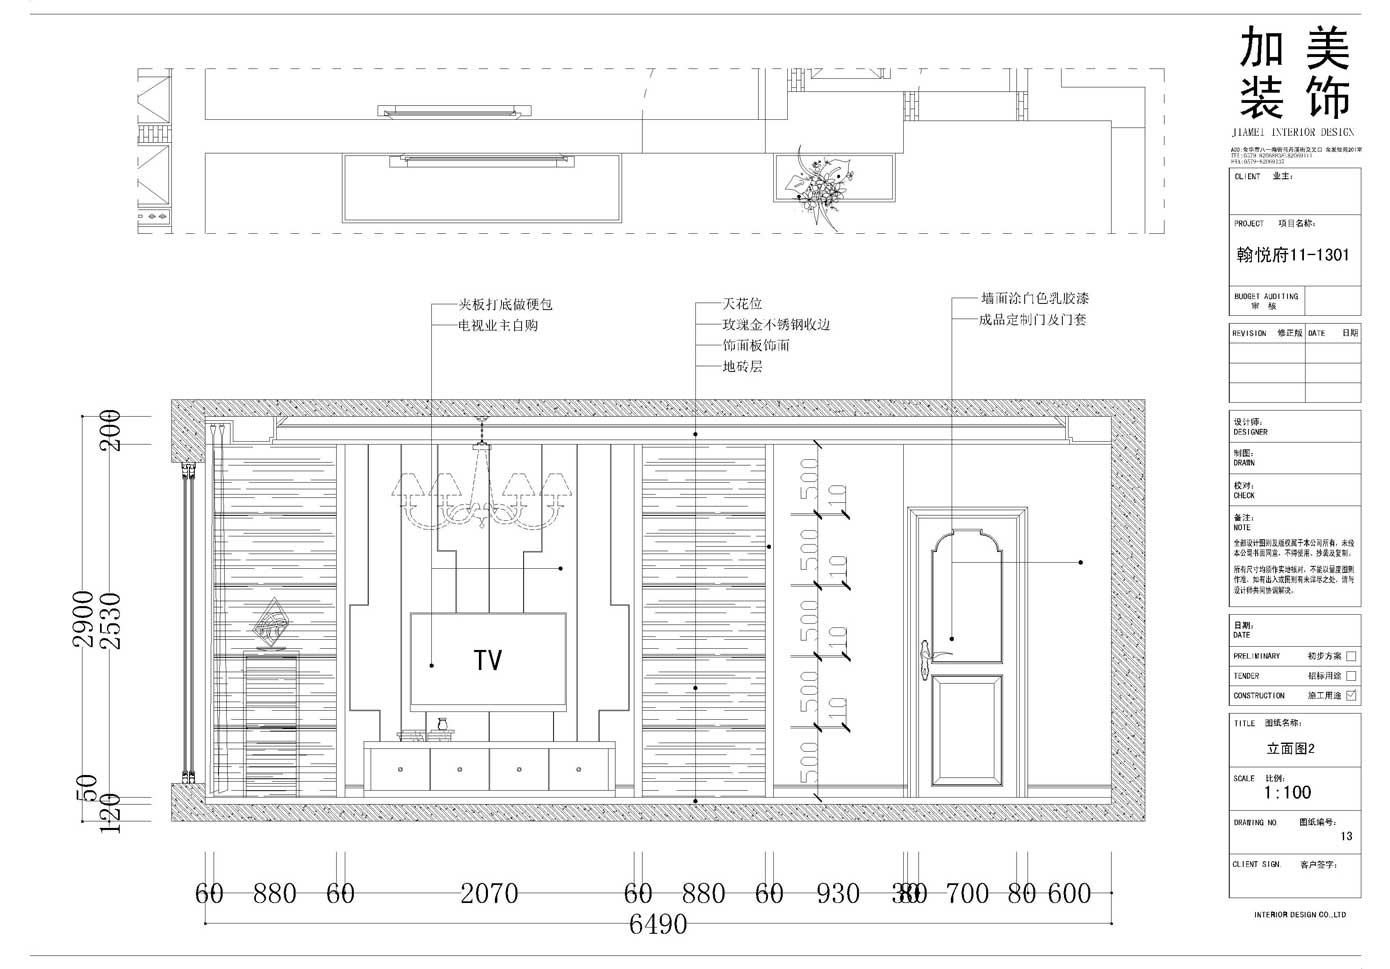 加 美
装 饰
JIAMEI INTERIOR DESIGN
CLIENT 业主:
PROJECT 项目名称:
翰悦府11-1301
BUDGET AUDITING
审 核
REVISION 修正版 DATE 日期
设计师:
DESIGNER
制图:
DRAWN
校对:
CHECK
备注:
NOTE
全部设计图则及版权属于本公司所有，未经
本公司书面同意，不得使用、抄袭及复制。
所有尺寸均须作实地核对，不能以量度图则
作准，如有出入或图则有未详尽之处，请与
设计师共同协调解决。
日期:
DATE
PRELIMINARY 初步方案
TENDER 招标用途
CONSTRUCTION 施工用途
TITLE 图纸名称:
立面图2
SCALE 比例:
1:100
DRAWING NO. 图纸编号:
13
CLIENT SIGN. 客户签字:
INTERIOR DESIGN CO.,LTD
夹板打底做硬包
电视业主自购
天花位
玫瑰金不锈钢收边
饰面板饰面
地砖层
墙面涂白色乳胶漆
成品定制门及门套
200
2900
2530
50
120
TV
500
10
500
10
500
10
500
10
500
60 880 60 2070 60 880 60 930 30 80 700 80 600
6490